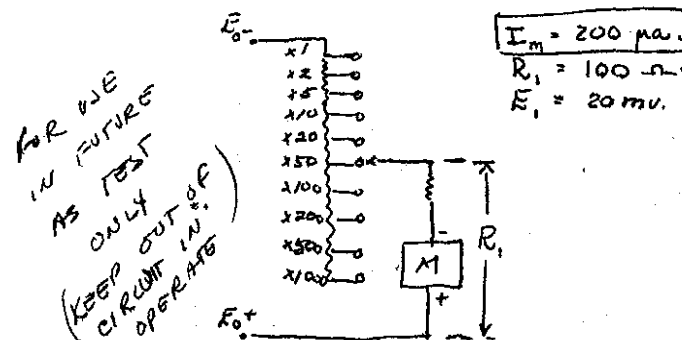 E₀-
x1
x2
x5
x10
x20
x50
x100
x200
x500
x100
E₀+
FOR USE
IN FUTURE
AS TEST
ONLY
(KEEP OUT OF
CIRCUIT IN
OPERATE)
M
-
+
R₁
I_m = 200 μa.
R₁ = 100 Ω
E₁ = 20 mv.